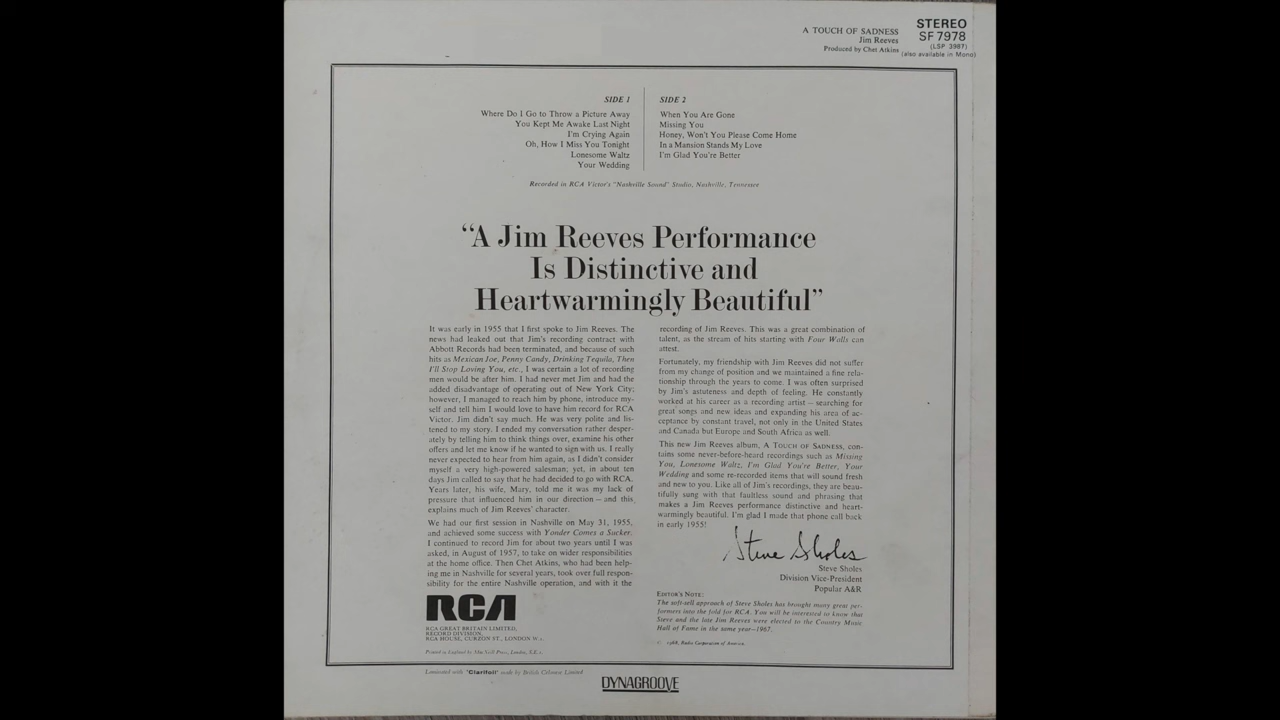 A TOUCH OF SADNESS
Jim Reeves
Produced by Chet Atkins
STEREO
SF 7978
(LSP 3987)
(also available in Mono)
SIDE 1
Where Do I Go to Throw a Picture Away
You Kept Me Awake Last Night
I'm Crying Again
Oh, How I Miss You Tonight
Lonesome Waltz
Your Wedding
SIDE 2
When You Are Gone
Missing You
Honey, Won't You Please Come Home
In a Mansion Stands My Love
I'm Glad You're Better
Recorded in RCA Victor's "Nashville Sound" Studio, Nashville, Tennessee
“A Jim Reeves Performance
Is Distinctive and
Heartwarmingly Beautiful”
It was early in 1955 that I first spoke to Jim Reeves. The
news had leaked out that Jim's recording contract with
Abbott Records had been terminated, and because of such
hits as Mexican Joe, Penny Candy, Drinking Tequila, Then
I'll Stop Loving You, etc., I was certain a lot of recording
men would be after him. I had never met Jim and had the
added disadvantage of operating out of New York City;
however, I managed to reach him by phone, introduce my-
self and tell him I would love to have him record for RCA
Victor. Jim didn't say much. He was very polite and lis-
tened to my story. I ended my conversation rather desper-
ately by telling him to think things over, examine his other
offers and let me know if he wanted to sign with us. I really
never expected to hear from him again, as I didn't consider
myself a very high-powered salesman; yet, in about ten
days Jim called to say that he had decided to go with RCA.
Years later, his wife, Mary, told me it was my lack of
pressure that influenced him in our direction – and this
explains much of Jim Reeves' character.
We had our first session in Nashville on May 31, 1955,
and achieved some success with Yonder Comes a Sucker.
I continued to record Jim for about two years until I was
asked, in August of 1957, to take on wider responsibilities
at the home office. Then Chet Atkins, who had been help-
ing me in Nashville for several years, took over full respon-
sibility for the entire Nashville operation, and with it the
recording of Jim Reeves. This was a great combination of
talent, as the stream of hits starting with Four Walls can
attest.
Fortunately, my friendship with Jim Reeves did not suffer
from my change of position and we maintained a fine rela-
tionship through the years to come. I was often surprised
by Jim's astuteness and depth of feeling. He constantly
worked at his career as a recording artist – searching for
great songs and new ideas and expanding his area of ac-
ceptance by constant travel, not only in the United States
and Canada but Europe and South Africa as well.
This new Jim Reeves album, A TOUCH OF SADNESS, con-
tains some never-before-heard recordings such as Missing
You, Lonesome Waltz, I'm Glad You're Better, Your
Wedding and some re-recorded items that will sound fresh
and new to you. Like all of Jim's recordings, they are beau-
tifully sung with that faultless sound and phrasing that
makes a Jim Reeves performance distinctive and heart-
warmingly beautiful. I'm glad I made that phone call back
in early 1955!
Steve Sholes
Steve Sholes
Division Vice-President
Popular A&R
EDITOR'S NOTE:
The soft-sell approach of Steve Sholes has brought many great per-
formers into the fold for RCA. You will be interested to know that
Steve and the late Jim Reeves were elected to the Country Music
Hall of Fame in the same year—1967.
© 1968, Radio Corporation of America.
RCA
RCA GREAT BRITAIN LIMITED,
RECORD DIVISION,
RCA HOUSE, CURZON ST., LONDON W.1.
Printed in England by Press, London,
Laminated with 'Clarifoil' made by British Celanese Limited
DYNAGROOVE